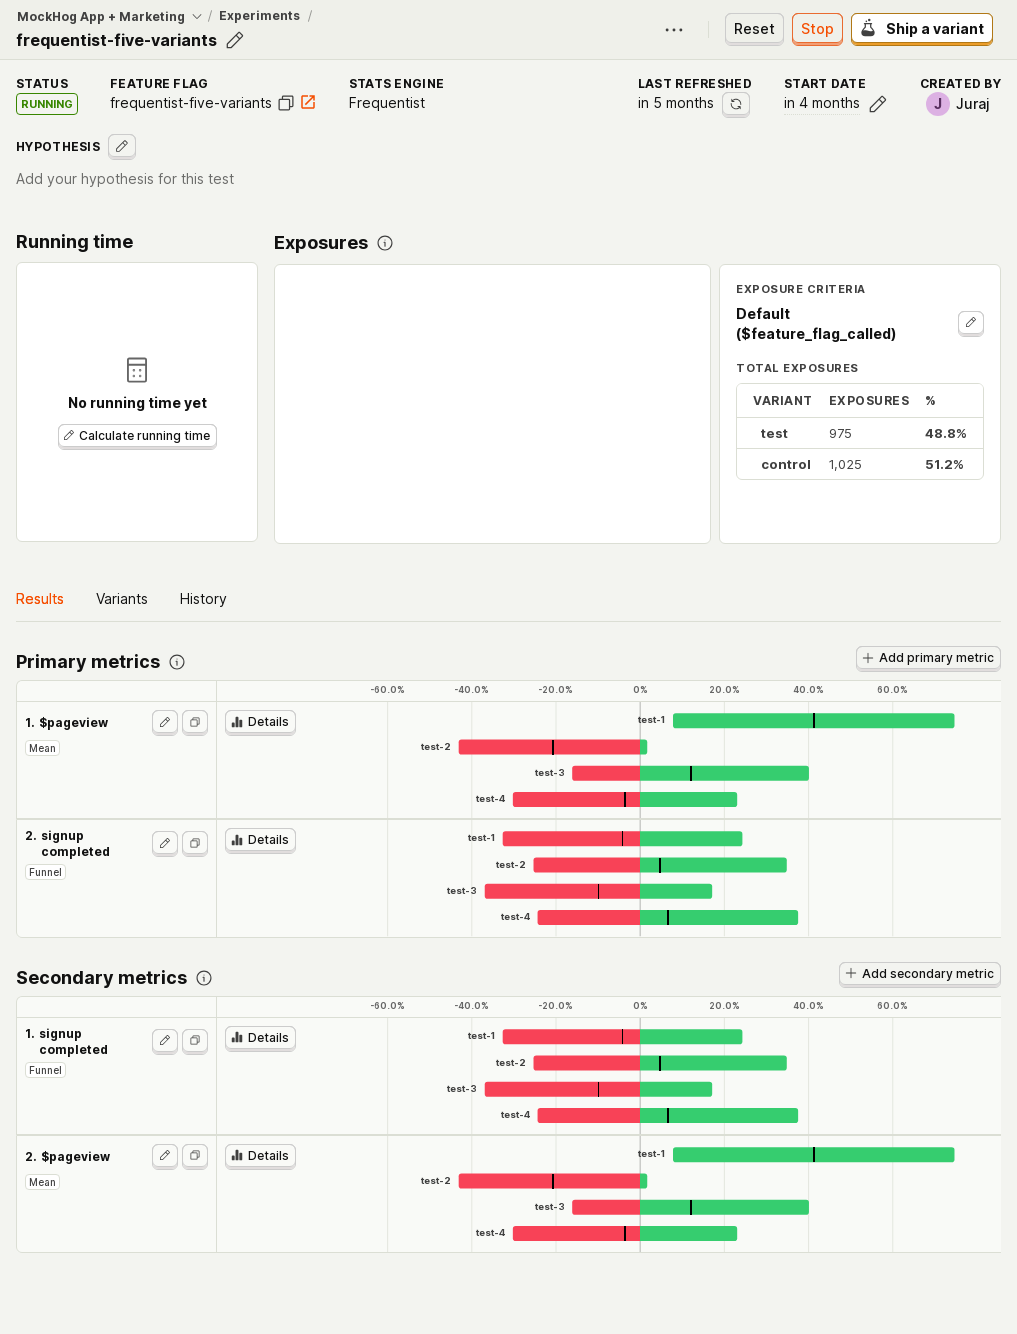 MockHog App + Marketing / Experiments /
frequentist-five-variants
Reset
Stop
Ship a variant
STATUS
RUNNING
FEATURE FLAG
frequentist-five-variants
STATS ENGINE
Frequentist
LAST REFRESHED
in 5 months
START DATE
in 4 months
CREATED BY
J Juraj
HYPOTHESIS
Add your hypothesis for this test
Running time
No running time yet
Calculate running time
Exposures
EXPOSURE CRITERIA
Default
($feature_flag_called)
TOTAL EXPOSURES
VARIANT EXPOSURES %
test 975 48.8%
control 1,025 51.2%
Results Variants History
Primary metrics
Add primary metric
-60.0% -40.0% -20.0% 0% 20.0% 40.0% 60.0%
1. $pageview
Mean
Details
test-1
test-2
test-3
test-4
2. signup
completed
Funnel
Details
test-1
test-2
test-3
test-4
Secondary metrics
Add secondary metric
-60.0% -40.0% -20.0% 0% 20.0% 40.0% 60.0%
1. signup
completed
Funnel
Details
test-1
test-2
test-3
test-4
2. $pageview
Mean
Details
test-1
test-2
test-3
test-4